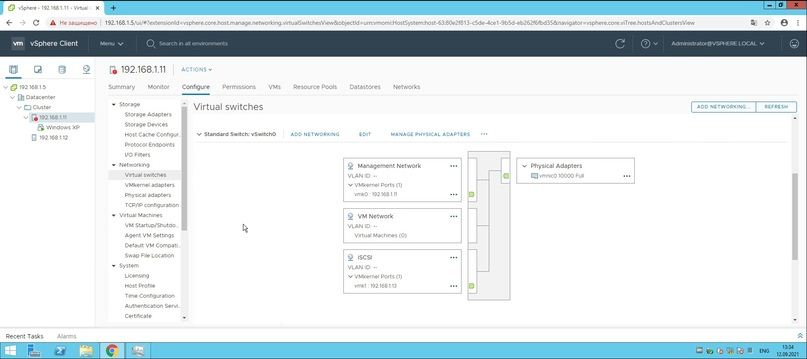 vSphere - 192.168.1.11 - Virtual s
Не защищено
192.168.1.5/ui/#?extensionId=vsphere.core.host.manage.networking.virtualSwitchesView&objectId=urn:vmomi:HostSystem:host-63:80e2f813-c5de-4ce1-9b5d-eb262f6fbd35&navigator=vsphere.core.viTree.hostsAndClustersView
vm vSphere Client
Menu
Search in all environments
Administrator@VSPHERE.LOCAL
192.168.1.5
Datacenter
Cluster
192.168.1.11
Windows XP
192.168.1.12
192.168.1.11
ACTIONS
Summary Monitor Configure Permissions VMs Resource Pools Datastores Networks
Storage
Storage Adapters
Storage Devices
Host Cache Configur...
Protocol Endpoints
I/O Filters
Networking
Virtual switches
VMkernel adapters
Physical adapters
TCP/IP configuration
Virtual Machines
VM Startup/Shutdo...
Agent VM Settings
Default VM Compati...
Swap File Location
System
Licensing
Host Profile
Time Configuration
Authentication Servi...
Certificate
Virtual switches
ADD NETWORKING... REFRESH
Standard Switch: vSwitch0 ADD NETWORKING EDIT MANAGE PHYSICAL ADAPTERS ...
Management Network ...
VLAN ID: --
VMkernel Ports (1)
vmk0 : 192.168.1.11 ...
VM Network ...
VLAN ID: --
Virtual Machines (0)
iSCSI ...
VLAN ID: --
VMkernel Ports (1)
vmk1 : 192.168.1.13 ...
Physical Adapters
vmnic0 10000 Full ...
Recent Tasks Alarms
ENG
13:34
12.09.2021